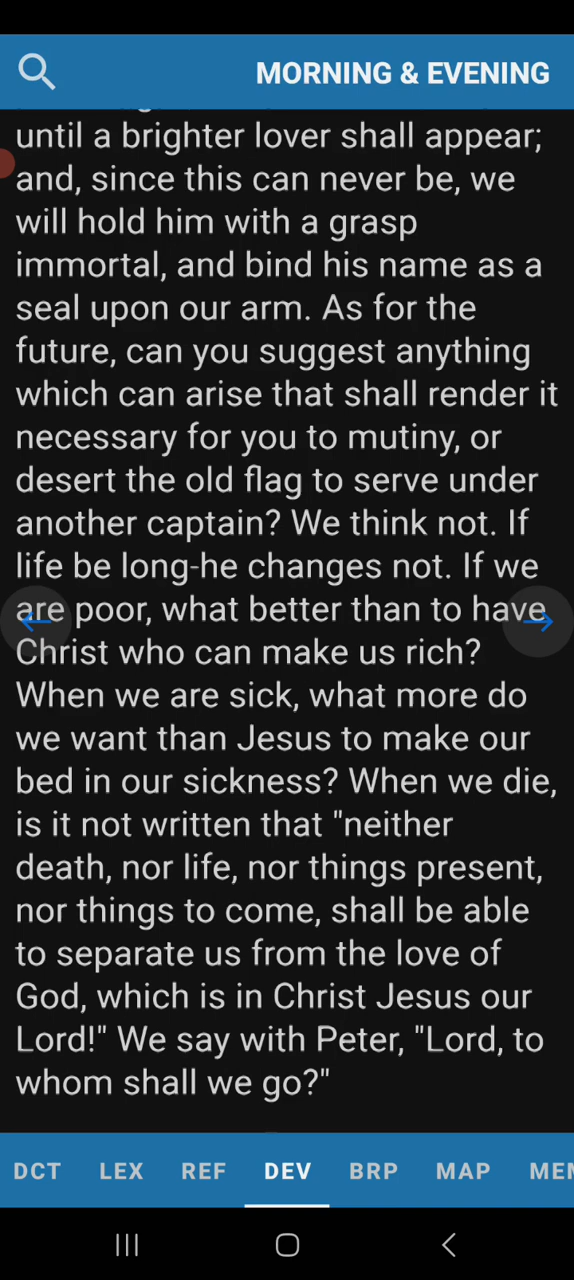 MORNING & EVENING
until a brighter lover shall appear;
and, since this can never be, we
will hold him with a grasp
immortal, and bind his name as a
seal upon our arm. As for the
future, can you suggest anything
which can arise that shall render it
necessary for you to mutiny, or
desert the old flag to serve under
another captain? We think not. If
life be long-he changes not. If we
are poor, what better than to have
Christ who can make us rich?
When we are sick, what more do
we want than Jesus to make our
bed in our sickness? When we die,
is it not written that "neither
death, nor life, nor things present,
nor things to come, shall be able
to separate us from the love of
God, which is in Christ Jesus our
Lord!" We say with Peter, "Lord, to
whom shall we go?"
DCT LEX REF DEV BRP MAP